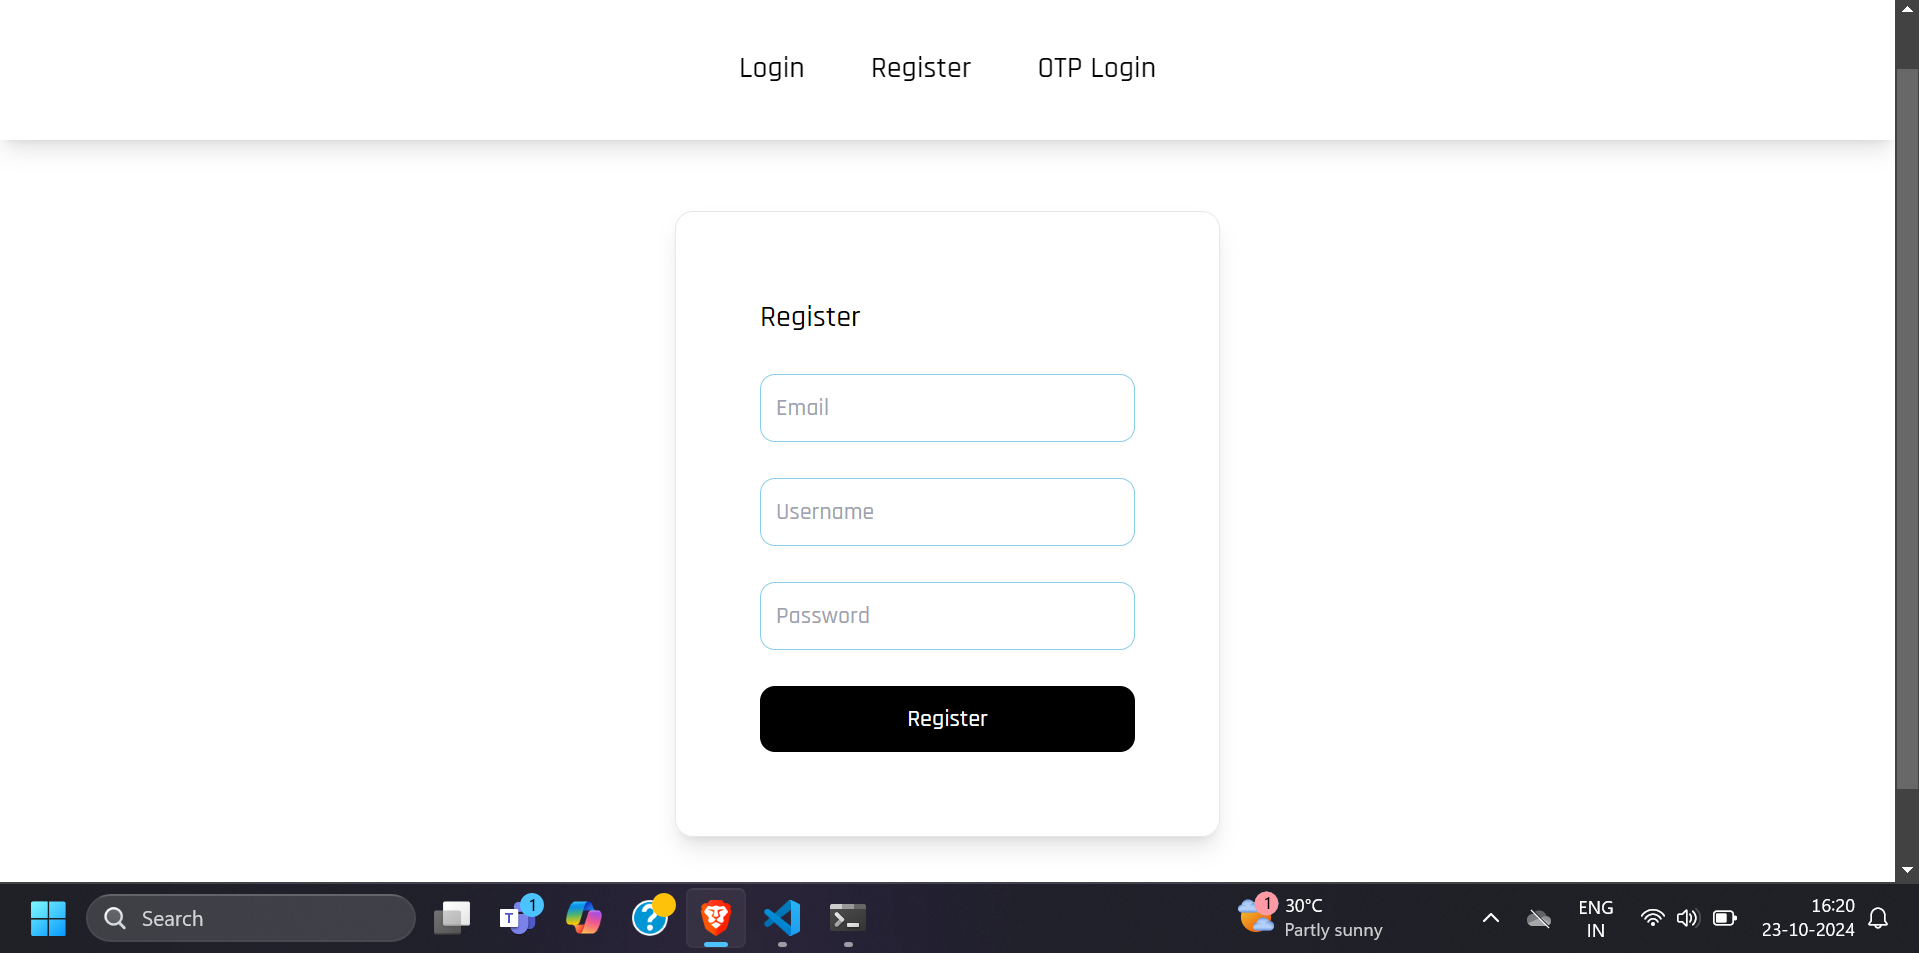 Login Register OTP Login
Register
Email
Username
Password
Register
Search
1
T
?
1
30°C
Partly sunny
ENG
IN
16:20
23-10-2024